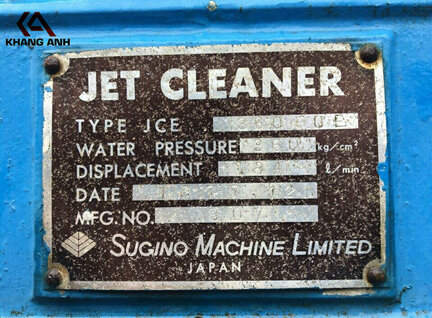 KHANG ANH
JET CLEANER
TYPE JCE
WATER PRESSURE kg/cm²
DISPLACEMENT ℓ/min.
DATE
MFG. NO.
SUGINO MACHINE LIMITED
JAPAN